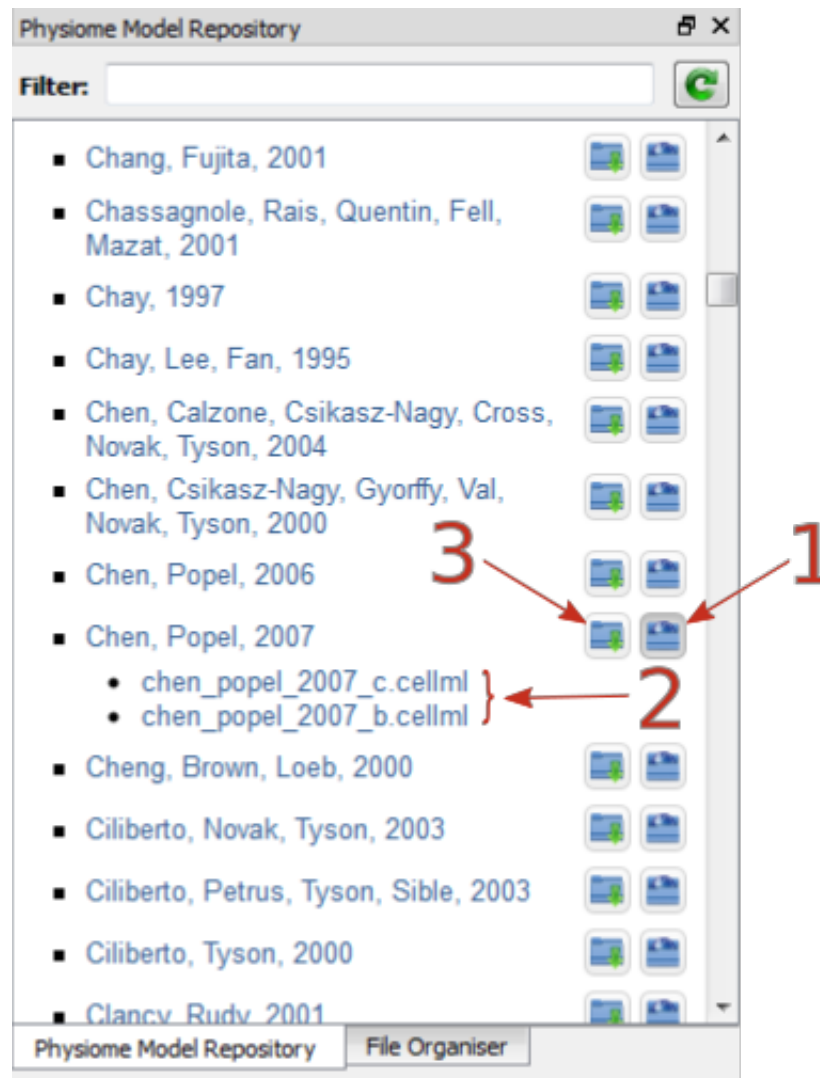 Physiome Model Repository
Filter:
Chang, Fujita, 2001
Chassagnole, Rais, Quentin, Fell,
Mazat, 2001
Chay, 1997
Chay, Lee, Fan, 1995
Chen, Calzone, Csikasz-Nagy, Cross,
Novak, Tyson, 2004
Chen, Csikasz-Nagy, Gyorffy, Val,
Novak, Tyson, 2000
3
1
Chen, Popel, 2006
Chen, Popel, 2007
chen_popel_2007_c.cellml
chen_popel_2007_b.cellml
} 2
Cheng, Brown, Loeb, 2000
Ciliberto, Novak, Tyson, 2003
Ciliberto, Petrus, Tyson, Sible, 2003
Ciliberto, Tyson, 2000
Clancy, Rudy, 2001
Physiome Model Repository
File Organiser